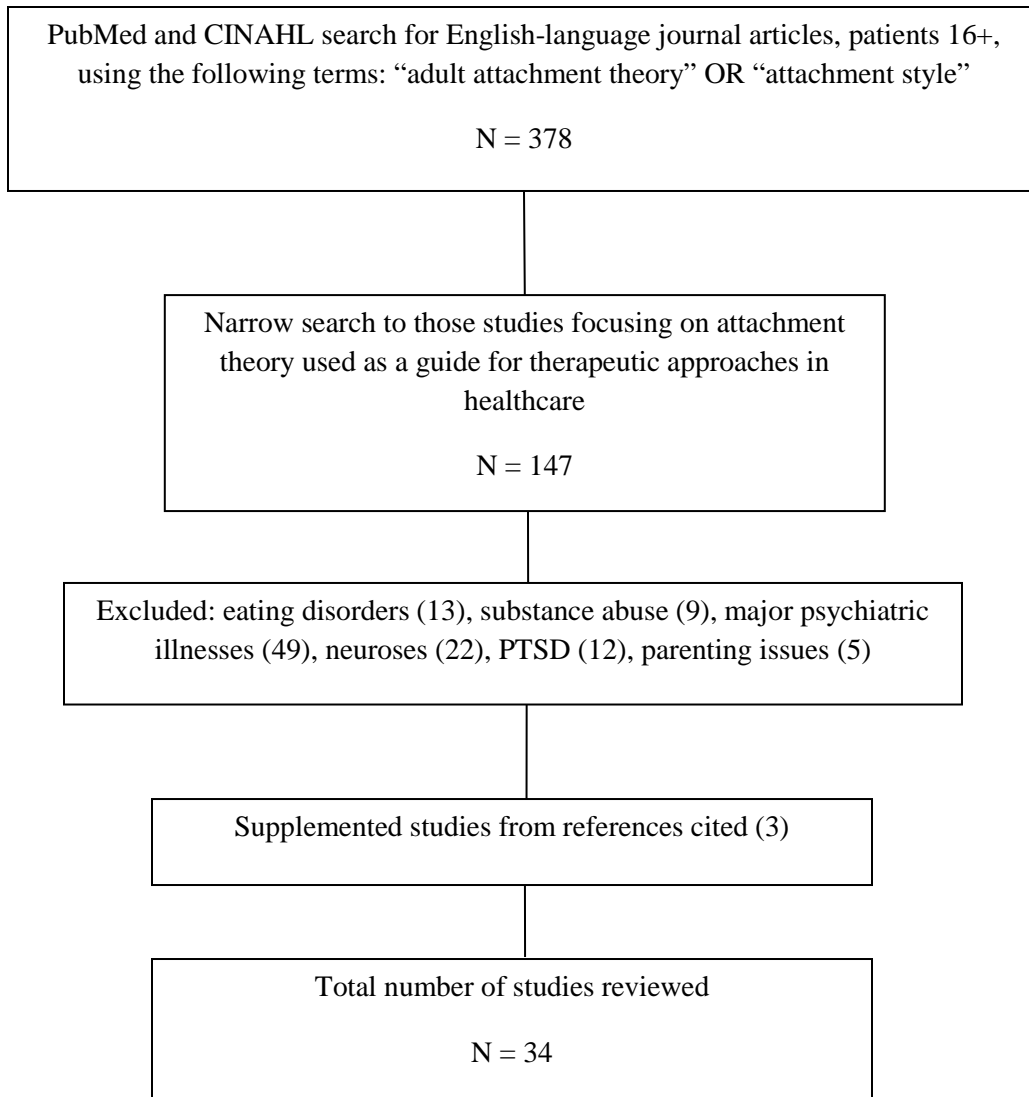 PubMed and CINAHL search for English-language journal articles, patients 16+,
using the following terms: “adult attachment theory” OR “attachment style”
N = 378
Narrow search to those studies focusing on attachment
theory used as a guide for therapeutic approaches in
healthcare
N = 147
Excluded: eating disorders (13), substance abuse (9), major psychiatric
illnesses (49), neuroses (22), PTSD (12), parenting issues (5)
Supplemented studies from references cited (3)
Total number of studies reviewed
N = 34